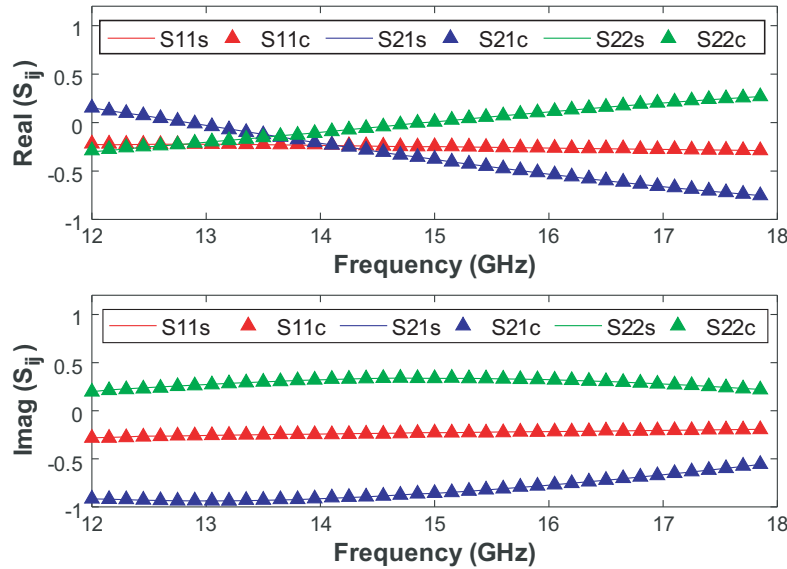 1
S11s S11c S21s S21c S22s S22c
0.5
0
-0.5
-1
Real (S_ij)
12 13 14 15 16 17 18
Frequency (GHz)
1
S11s S11c S21s S21c S22s S22c
0.5
0
-0.5
-1
Imag (S_ij)
12 13 14 15 16 17 18
Frequency (GHz)